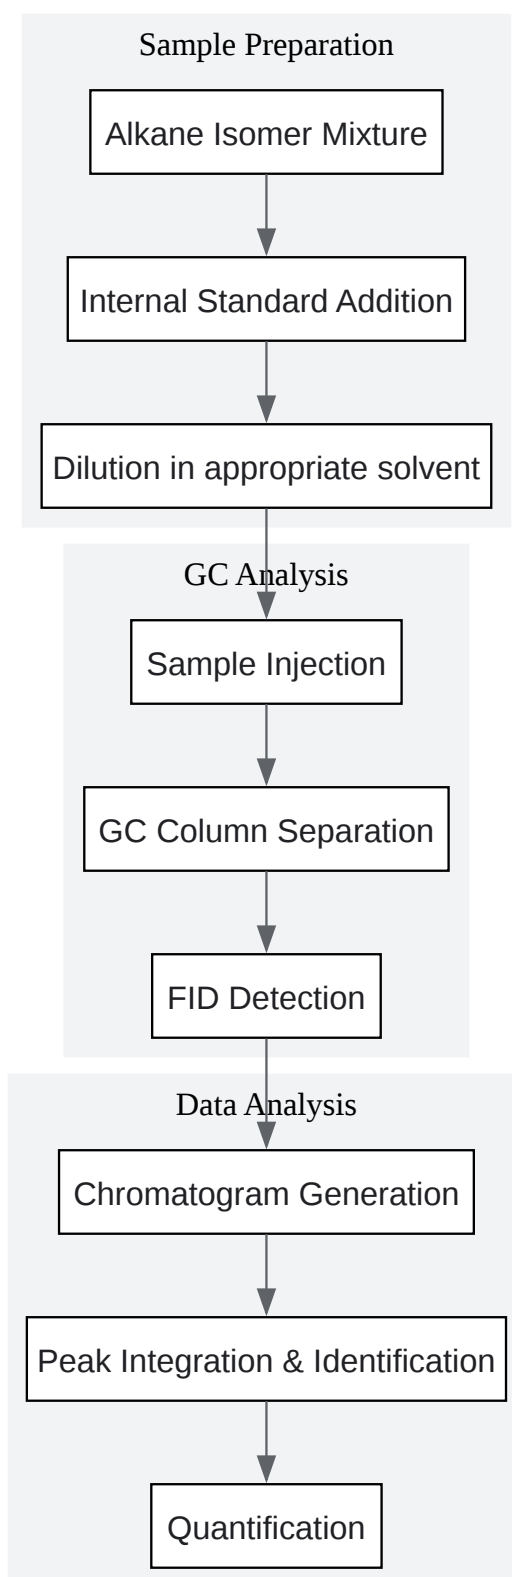 Sample Preparation
Alkane Isomer Mixture
Internal Standard Addition
Dilution in appropriate solvent
GC Analysis
Sample Injection
GC Column Separation
FID Detection
Data Analysis
Chromatogram Generation
Peak Integration & Identification
Quantification